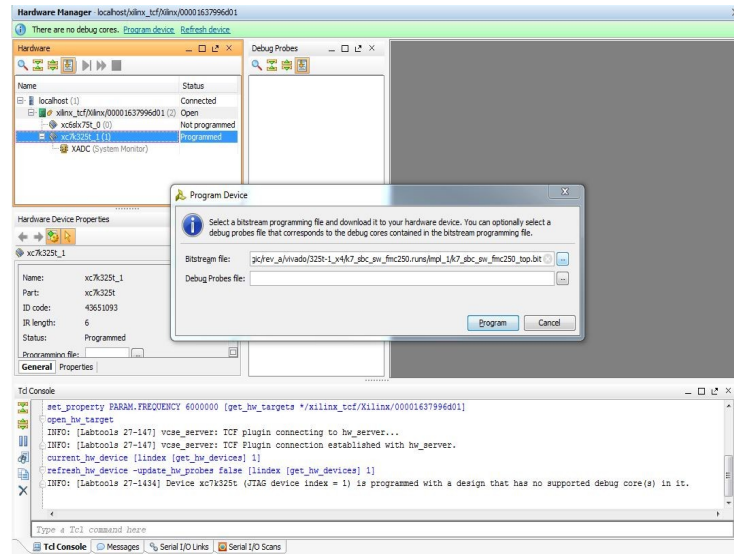 Hardware Manager - localhost/xilinx_tcf/Xilinx/00001637996d01
There are no debug cores. Program device Refresh device
Hardware
Debug Probes
Name Status
localhost (1) Connected
xilinx_tcf/Xilinx/00001637996d01 (2) Open
xc6slx75t_0 (0) Not programmed
xc7k325t_1 (1) Programmed
XADC (System Monitor)
Program Device
Select a bitstream programming file and download it to your hardware device. You can optionally select a
debug probes file that corresponds to the debug cores contained in the bitstream programming file.
Bitstream file: gic/rev_a/vivado/325t-1_x4/k7_sbc_sw_fmc250.runs/impl_1/k7_sbc_sw_fmc250_top.bit
Debug Probes file:
Program Cancel
Hardware Device Properties
xc7k325t_1
Name: xc7k325t_1
Part: xc7k325t
ID code: 43651093
IR length: 6
Status: Programmed
Programming file:
General Properties
Tcl Console
set_property PARAM.FREQUENCY 6000000 [get_hw_targets */xilinx_tcf/Xilinx/00001637996d01]
open_hw_target
INFO: [Labtools 27-147] vcse_server: TCF plugin connecting to hw_server...
INFO: [Labtools 27-147] vcse_server: TCF Plugin connection established with hw_server.
current_hw_device [lindex [get_hw_devices] 1]
refresh_hw_device -update_hw_probes false [lindex [get_hw_devices] 1]
INFO: [Labtools 27-1434] Device xc7k325t (JTAG device index = 1) is programmed with a design that has no supported debug core(s) in it.
Type a Tcl command here
Tcl Console Messages Serial I/O Links Serial I/O Scans